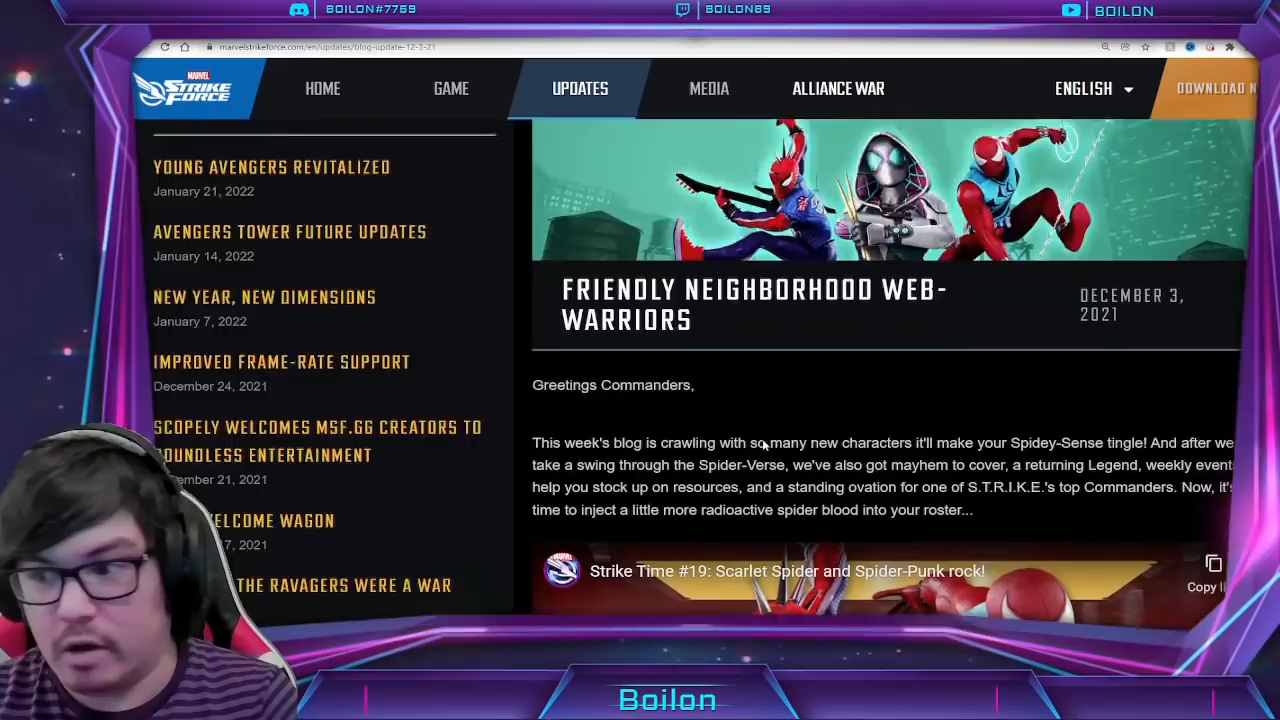 BOILON#7769
BOILON89
BOILON
marvelstrikeforce.com/en/updates/blog-update-12-3-21
MARVEL
STRIKE
FORCE
HOME
GAME
UPDATES
MEDIA
ALLIANCE WAR
ENGLISH
DOWNLOAD N
YOUNG AVENGERS REVITALIZED
January 21, 2022
AVENGERS TOWER FUTURE UPDATES
January 14, 2022
NEW YEAR, NEW DIMENSIONS
January 7, 2022
IMPROVED FRAME-RATE SUPPORT
December 24, 2021
SCOPELY WELCOMES MSF.GG CREATORS TO
OUNDLESS ENTERTAINMENT
ember 21, 2021
ELCOME WAGON
7, 2021
THE RAVAGERS WERE A WAR
FRIENDLY NEIGHBORHOOD WEB-
WARRIORS
DECEMBER 3,
2021
Greetings Commanders,
This week's blog is crawling with so many new characters it'll make your Spidey-Sense tingle! And after we
take a swing through the Spider-Verse, we've also got mayhem to cover, a returning Legend, weekly event
help you stock up on resources, and a standing ovation for one of S.T.R.I.K.E.'s top Commanders. Now, it's
time to inject a little more radioactive spider blood into your roster...
Strike Time #19: Scarlet Spider and Spider-Punk rock!
Copy li
Boilon